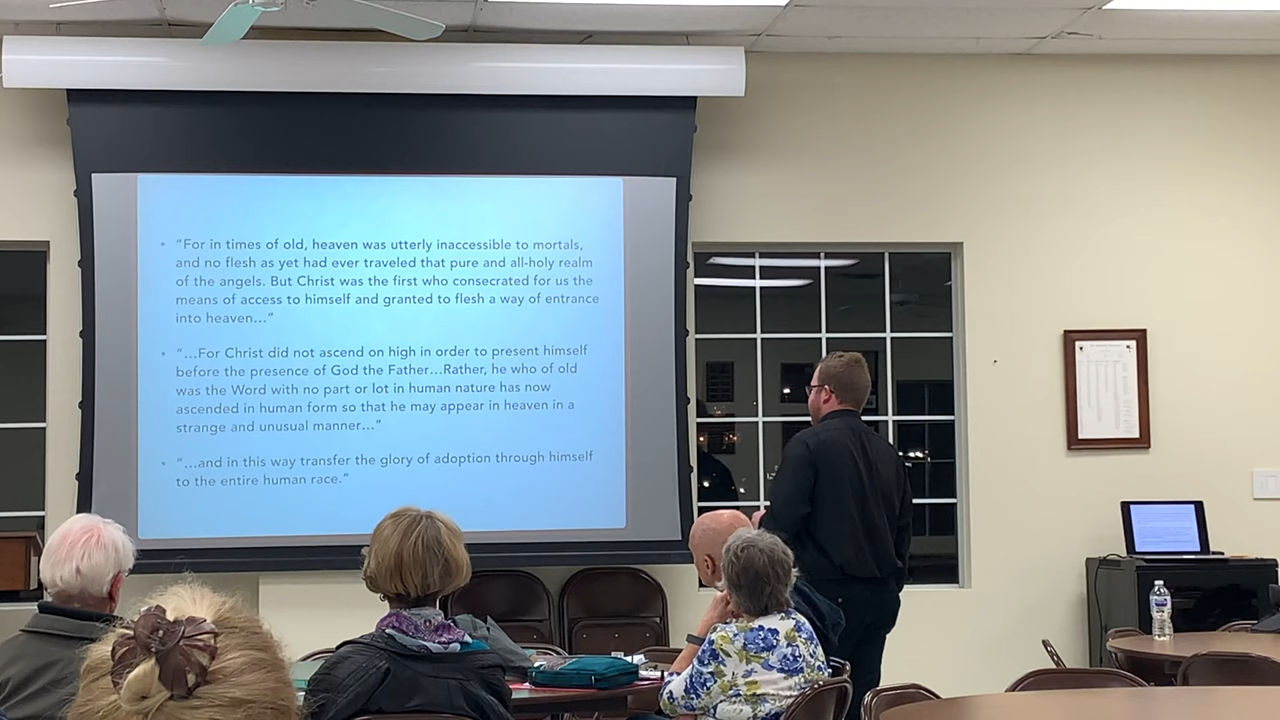 • “For in times of old, heaven was utterly inaccessible to mortals,
and no flesh as yet had ever traveled that pure and all-holy realm
of the angels. But Christ was the first who consecrated for us the
means of access to himself and granted to flesh a way of entrance
into heaven…”
• “…For Christ did not ascend on high in order to present himself
before the presence of God the Father…Rather, he who of old
was the Word with no part or lot in human nature has now
ascended in human form so that he may appear in heaven in a
strange and unusual manner…”
• “…and in this way transfer the glory of adoption through himself
to the entire human race.”